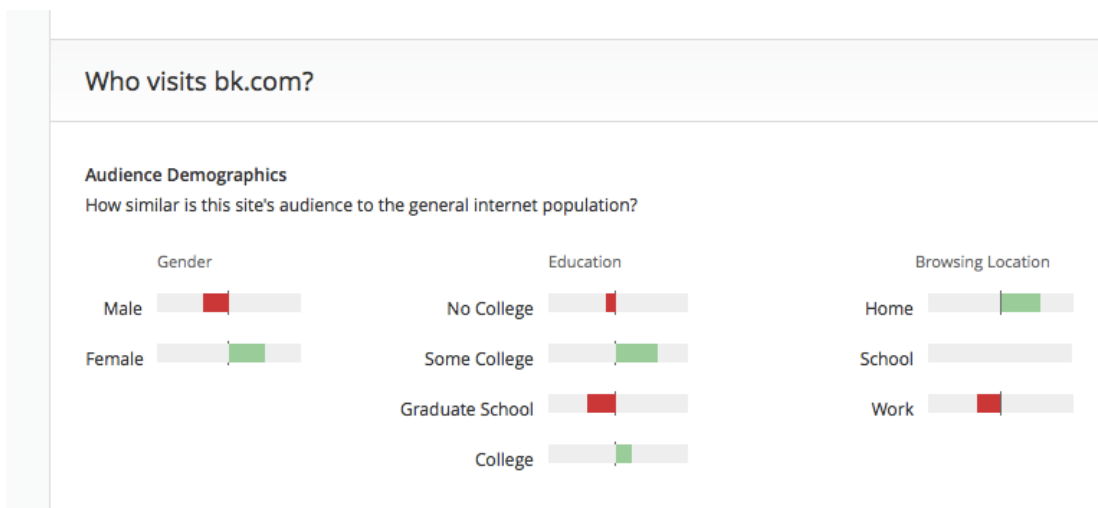 Who visits bk.com?
Audience Demographics
How similar is this site's audience to the general internet population?
Gender
Male
Female
Education
No College
Some College
Graduate School
College
Browsing Location
Home
School
Work